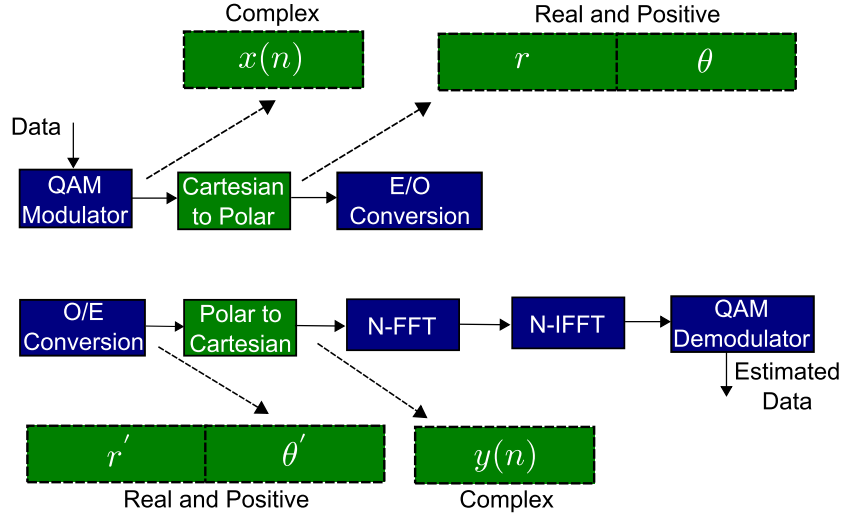 Complex
Real and Positive
x(n)
r
θ
Data
QAM
Modulator
Cartesian
to Polar
E/O
Conversion
O/E
Conversion
Polar to
Cartesian
N-FFT
N-IFFT
QAM
Demodulator
Estimated
Data
r′
θ′
y(n)
Real and Positive
Complex